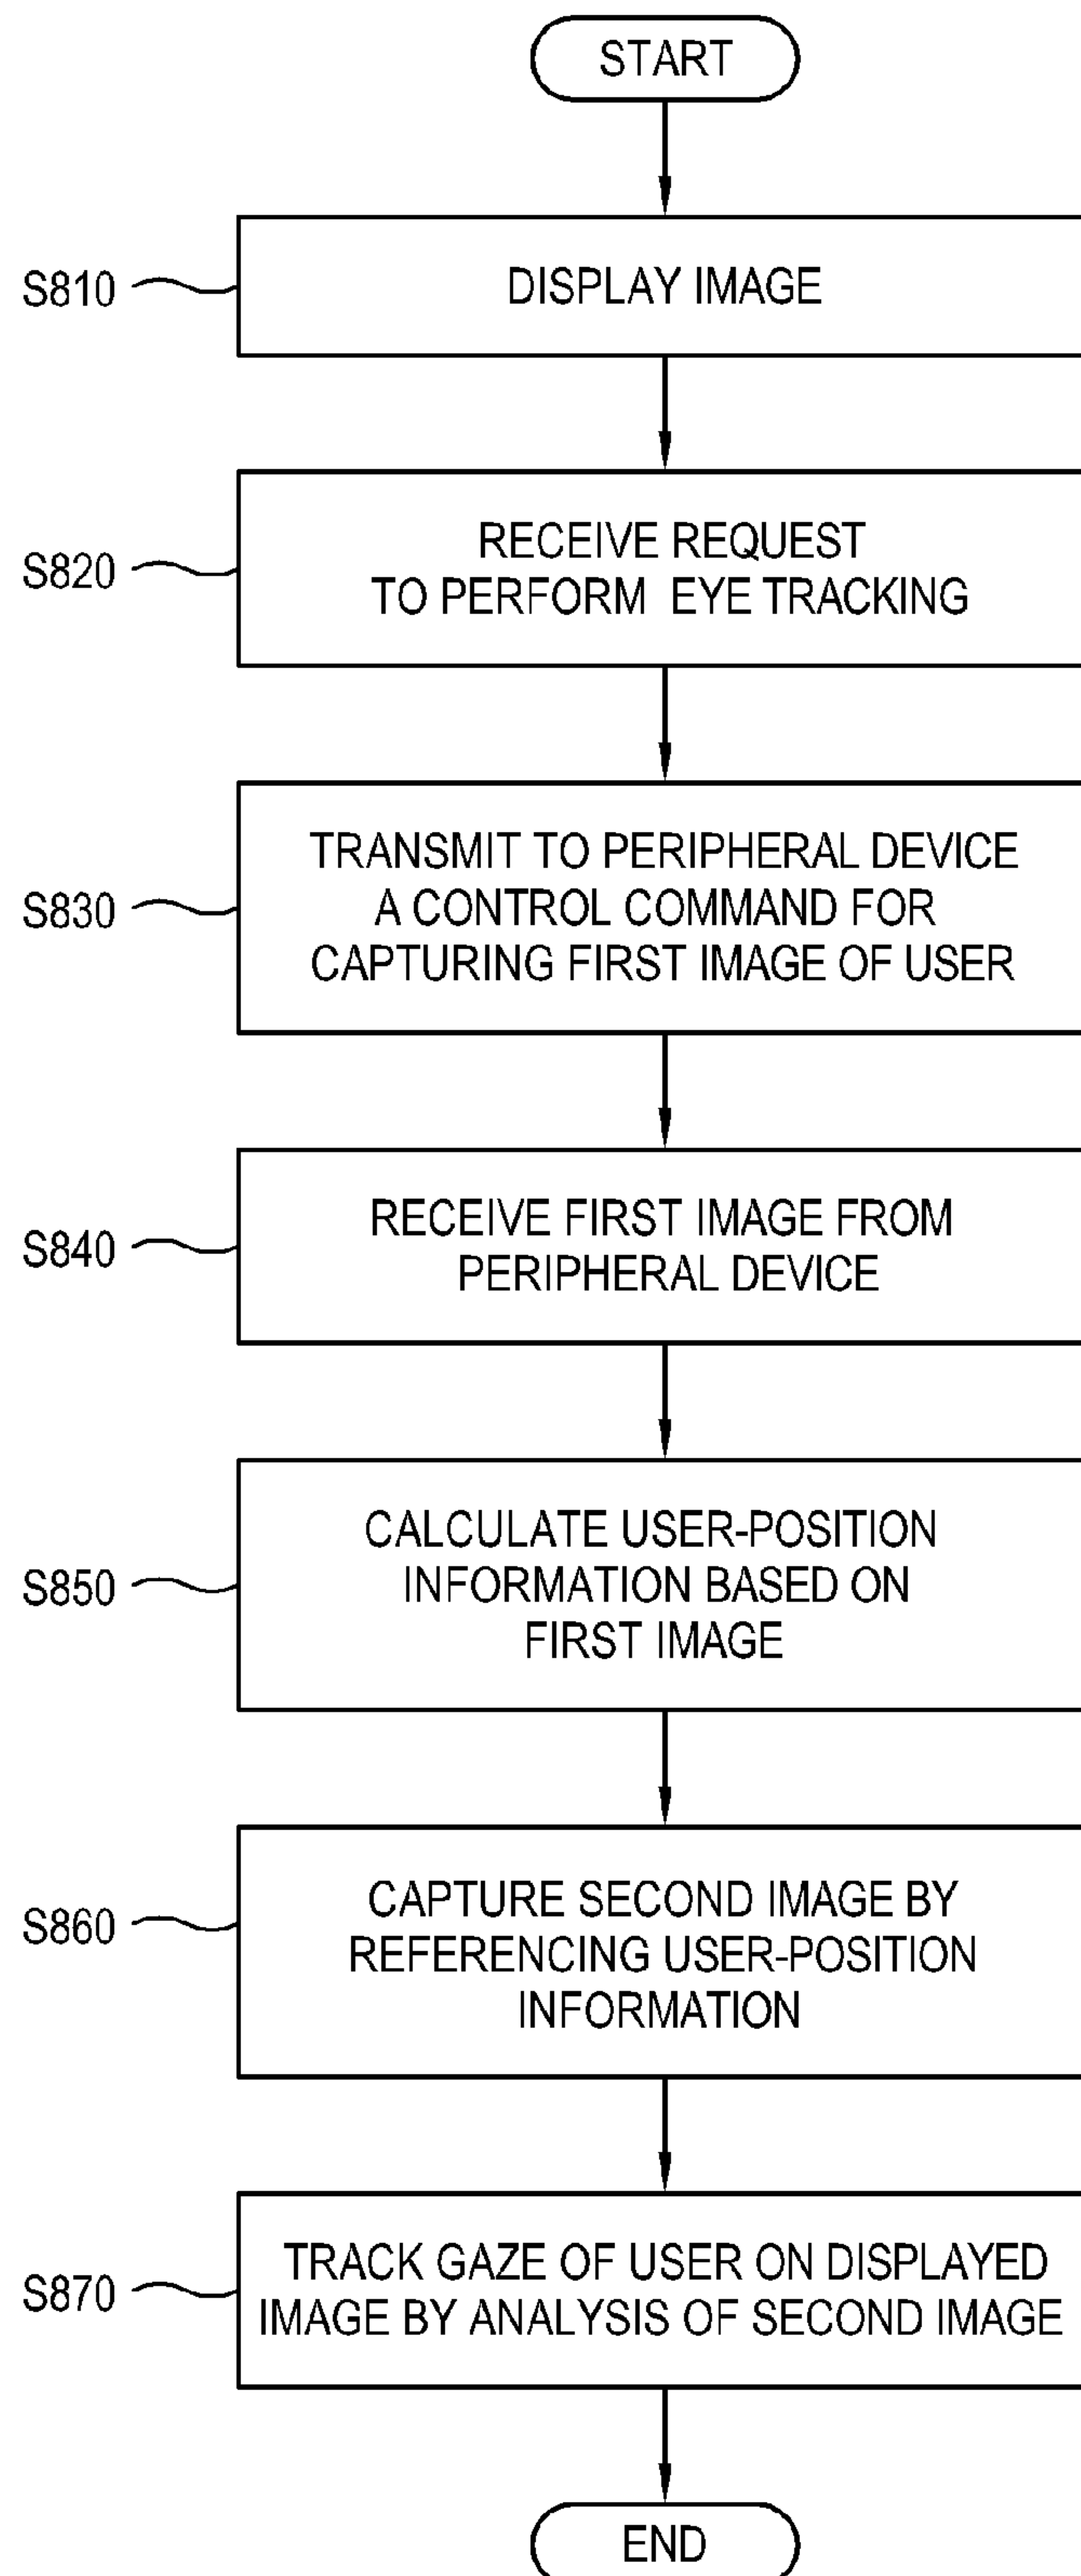 START
S810
DISPLAY IMAGE
S820
RECEIVE REQUEST
TO PERFORM EYE TRACKING
S830
TRANSMIT TO PERIPHERAL DEVICE
A CONTROL COMMAND FOR
CAPTURING FIRST IMAGE OF USER
S840
RECEIVE FIRST IMAGE FROM
PERIPHERAL DEVICE
S850
CALCULATE USER-POSITION
INFORMATION BASED ON
FIRST IMAGE
S860
CAPTURE SECOND IMAGE BY
REFERENCING USER-POSITION
INFORMATION
S870
TRACK GAZE OF USER ON DISPLAYED
IMAGE BY ANALYSIS OF SECOND IMAGE
END